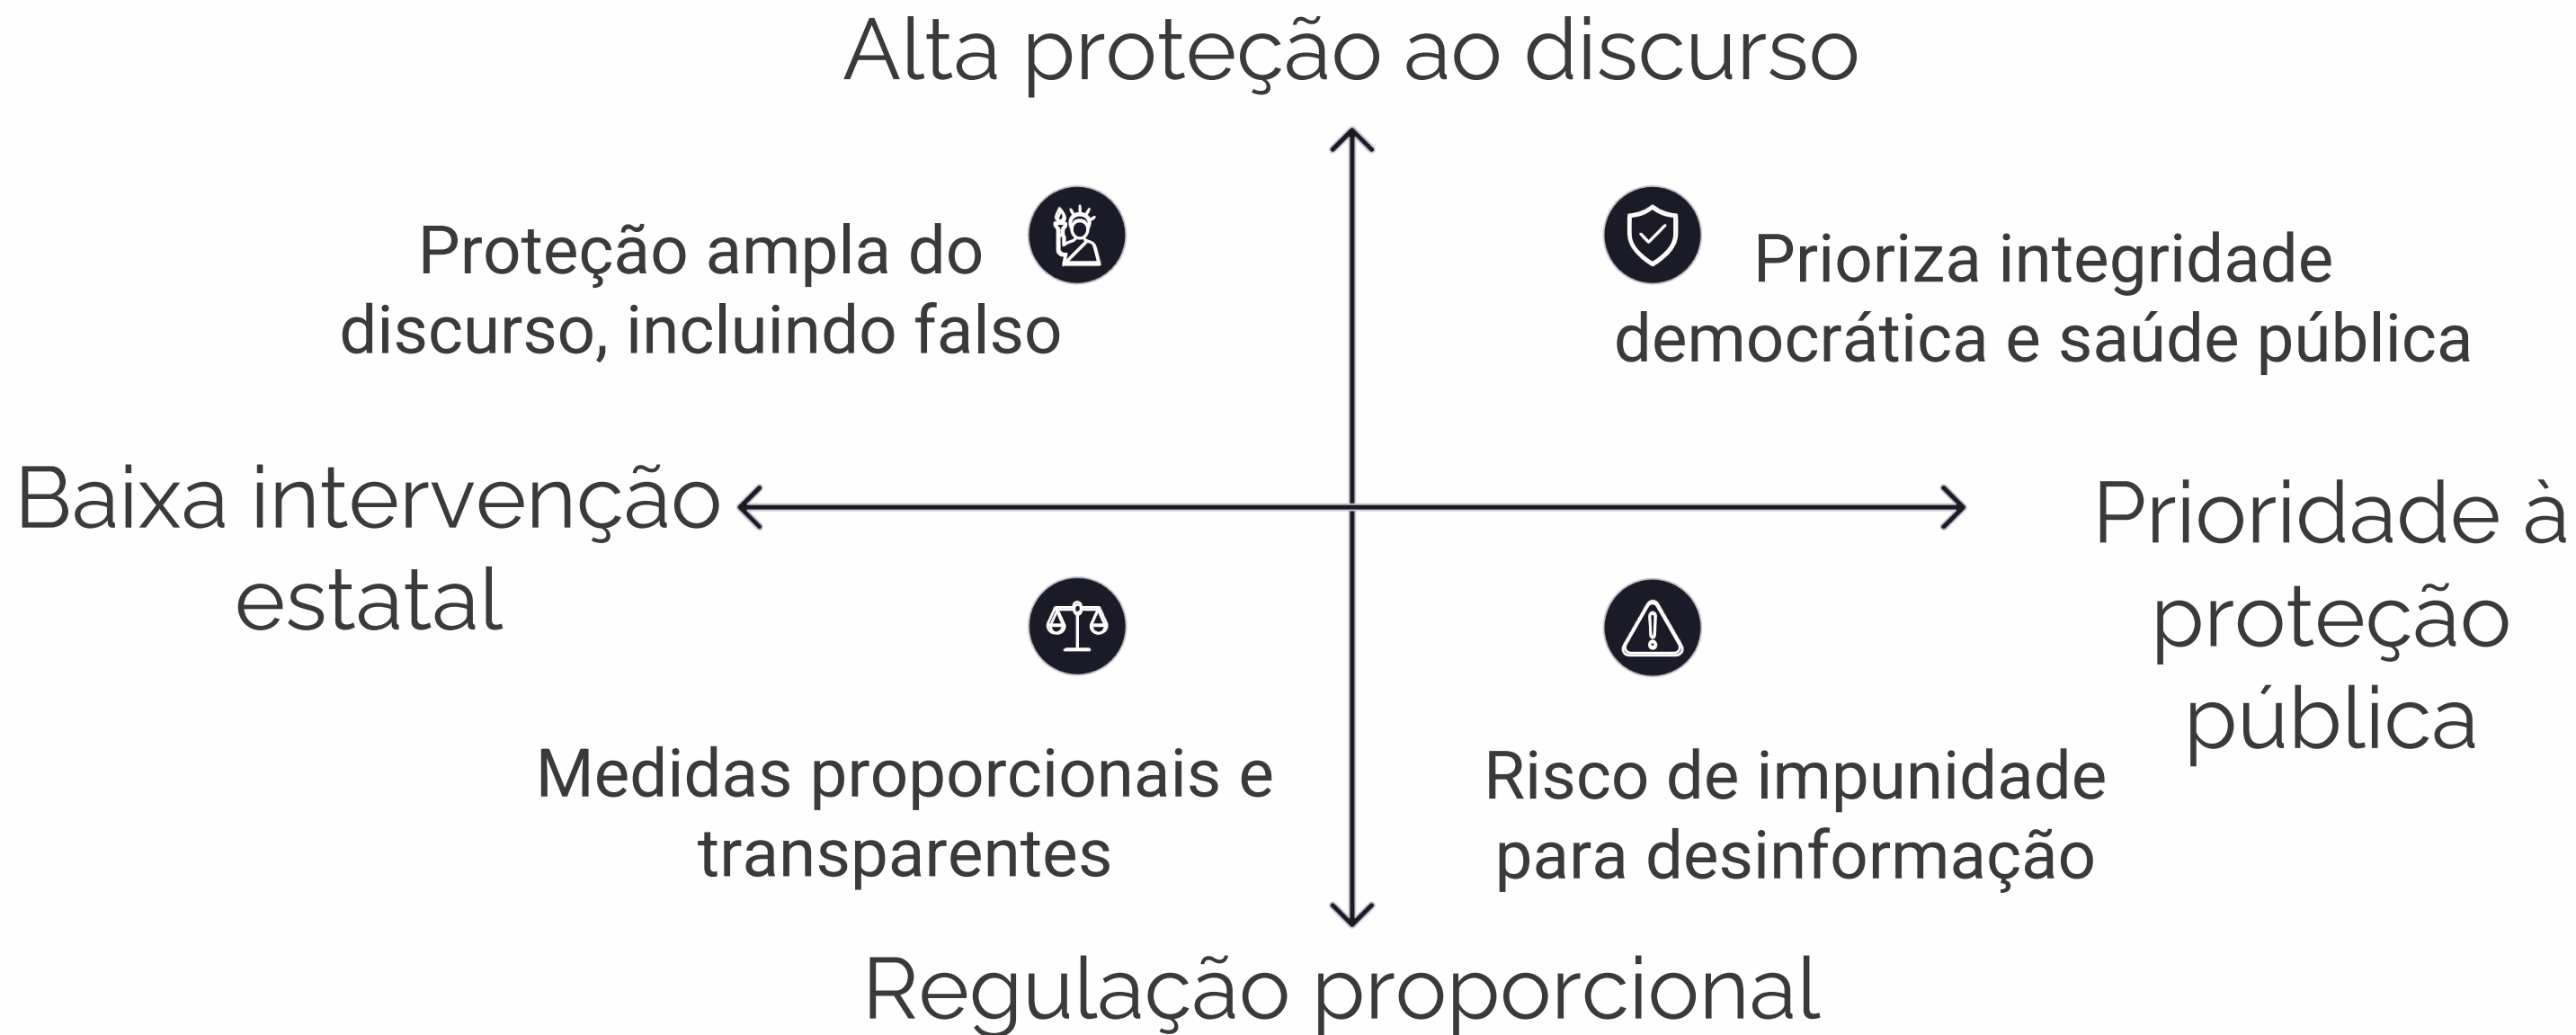 Alta proteção ao discurso
Proteção ampla do
discurso, incluindo falso
Prioriza integridade
democrática e saúde pública
Baixa intervenção
estatal
Prioridade à
proteção
pública
Medidas proporcionais e
transparentes
Risco de impunidade
para desinformação
Regulação proporcional